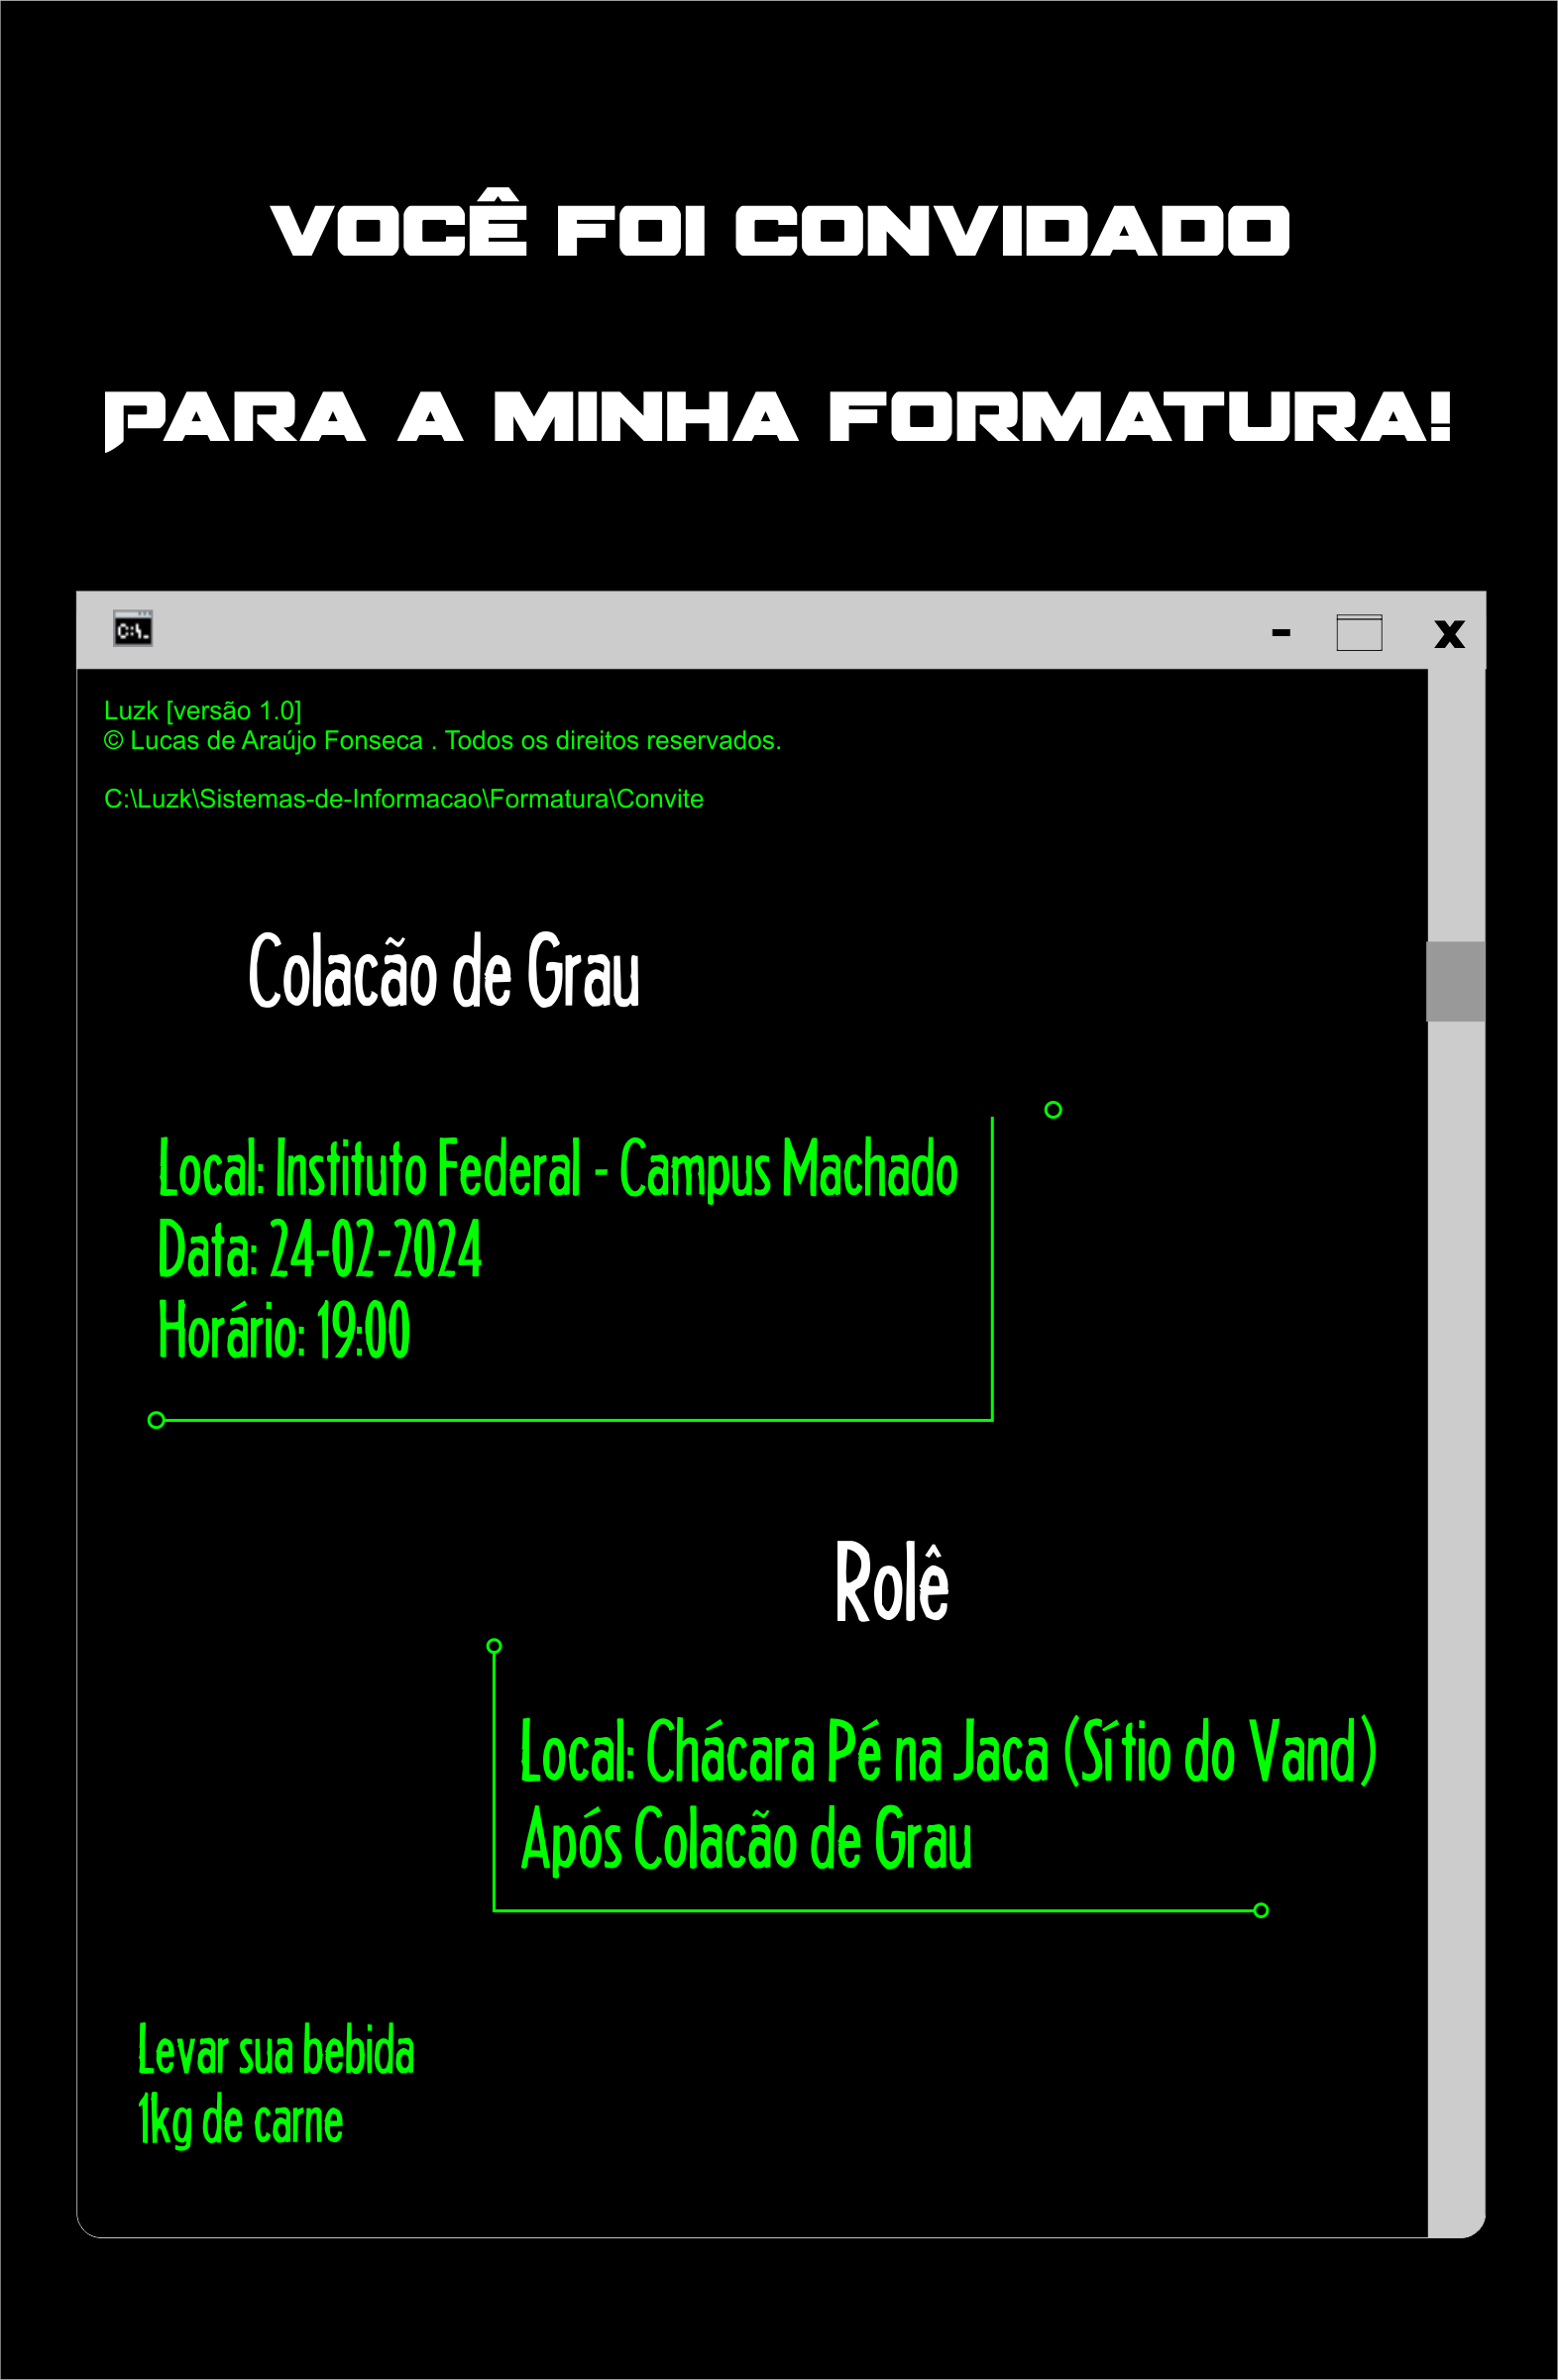 VOCÊ FOI CONVIDADO
PARA A MINHA FORMATURA!
C:\_
- X
Luzk [versão 1.0]
© Lucas de Araújo Fonseca . Todos os direitos reservados.
C:\Luzk\Sistemas-de-Informacao\Formatura\Convite
Colacão de Grau
Local: Instituto Federal - Campus Machado
Data: 24-02-2024
Horário: 19:00
Rolê
Local: Chácara Pé na Jaca (Sítio do Vand)
Após Colacão de Grau
Levar sua bebida
1kg de carne